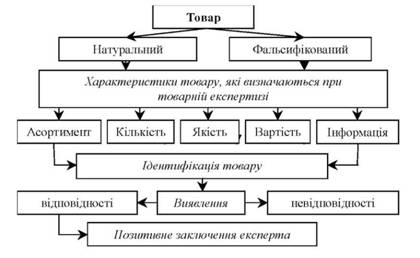 Товар
Натуральний Фальсифікований
Характеристики товару, які визначаються при
товарній експертизі
Асортимент Кількість Якість Вартість Інформація
Ідентифікація товару
відповідності Виявлення невідповідності
Позитивне заключення експерта